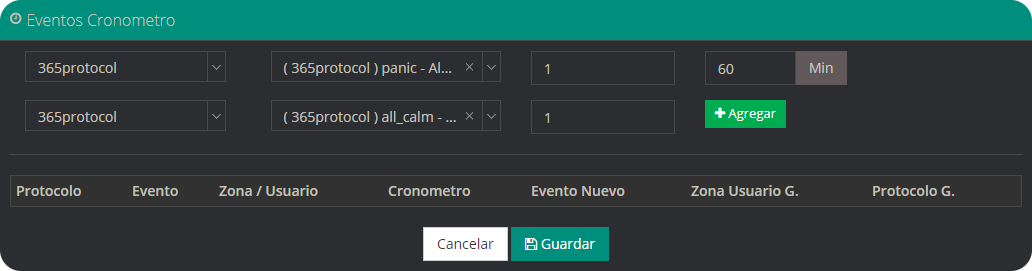 Eventos Cronometro
365protocol ( 365protocol ) panic - Al... × 1 60 Min
365protocol ( 365protocol ) all_calm - ... × 1 + Agregar
Protocolo Evento Zona / Usuario Cronometro Evento Nuevo Zona Usuario G. Protocolo G.
Cancelar Guardar